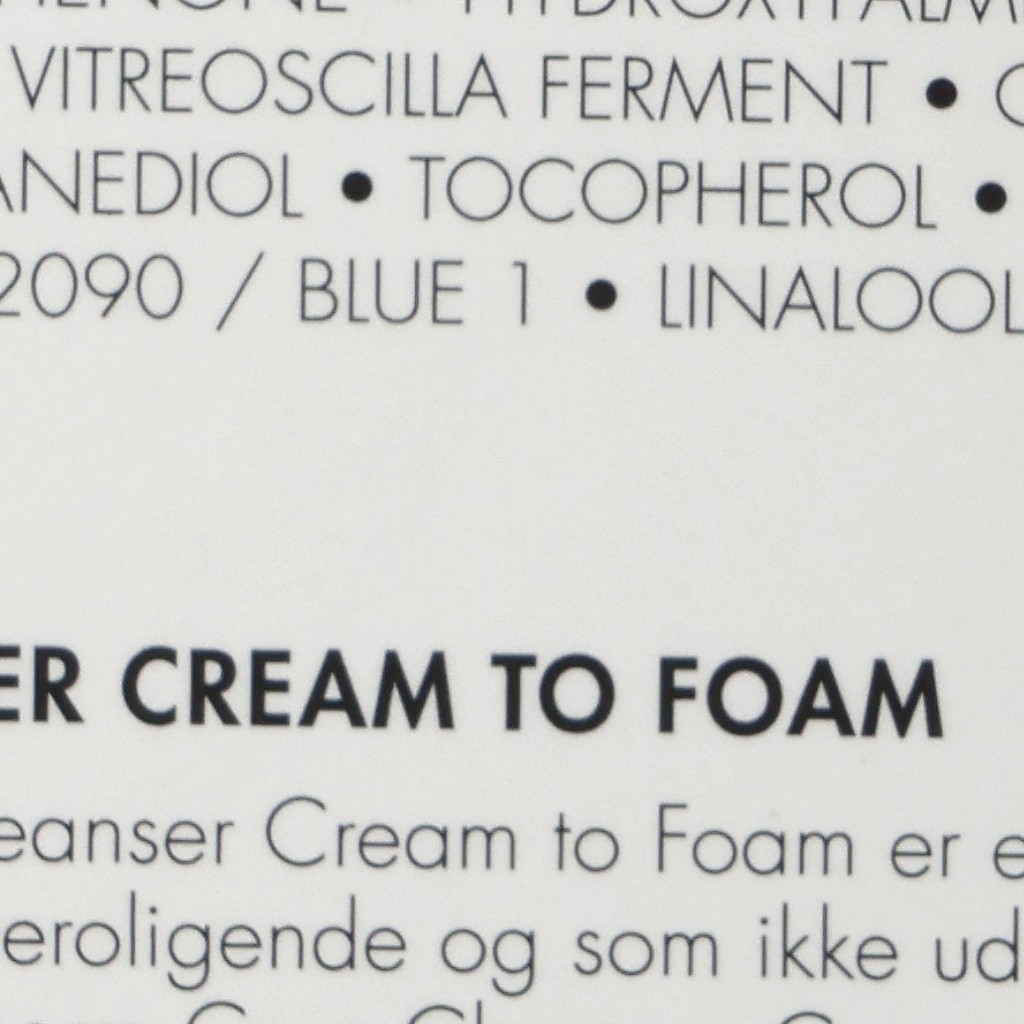 VITREOSCILLA FERMENT •
ANEDIOL • TOCOPHEROL •
2090 / BLUE 1 • LINALOOL
ER CREAM TO FOAM
eanser Cream to Foam er e
eroligende og som ikke ud